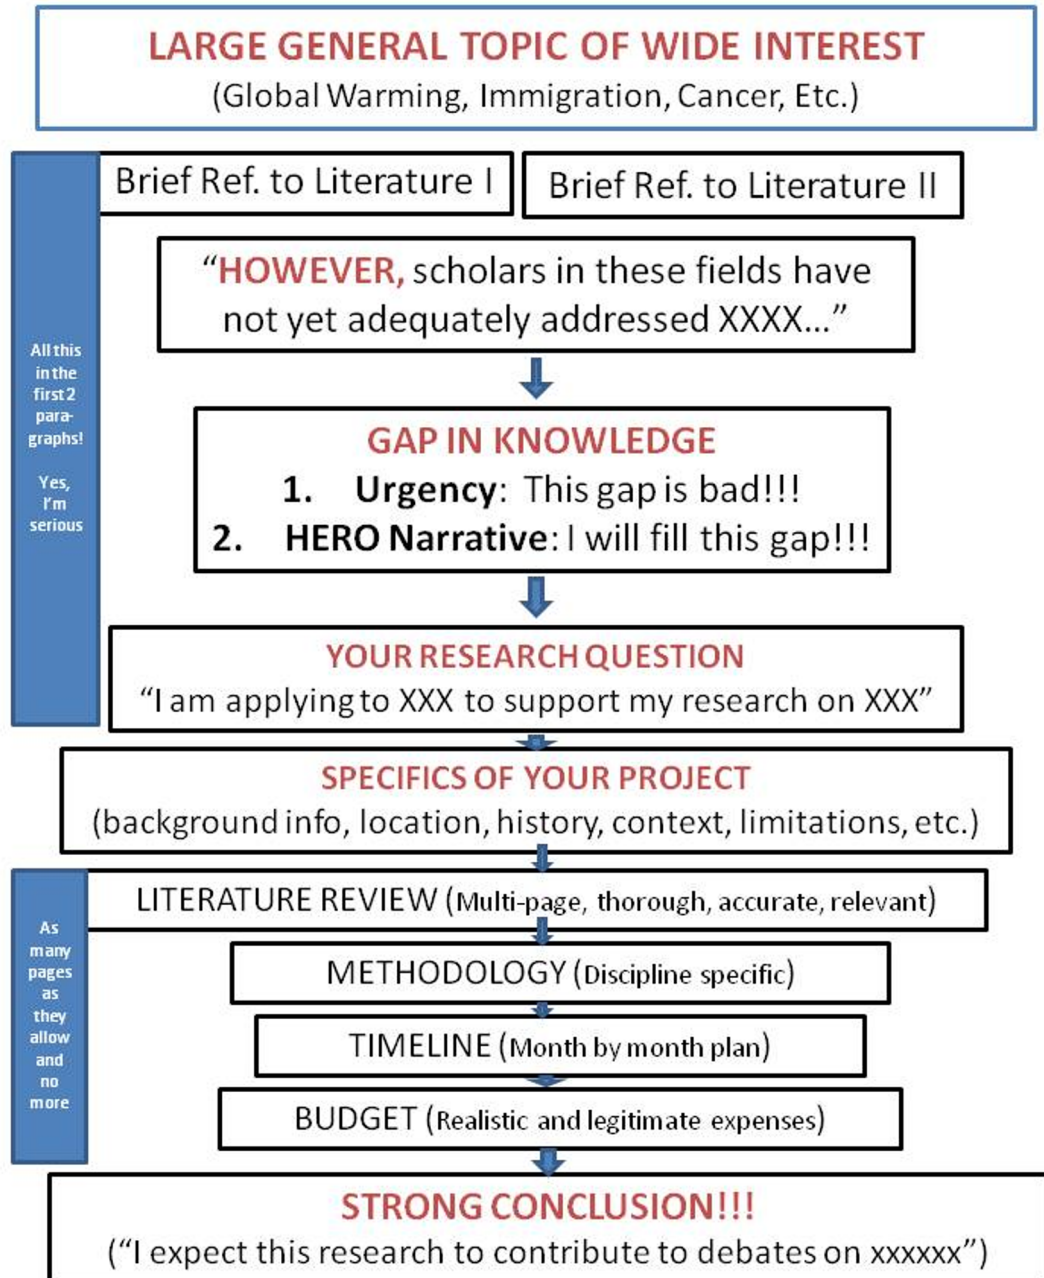 LARGE GENERAL TOPIC OF WIDE INTEREST
(Global Warming, Immigration, Cancer, Etc.)
Brief Ref. to Literature I
Brief Ref. to Literature II
“HOWEVER, scholars in these fields have
not yet adequately addressed XXXX...”
All this
in the
first 2
para-
graphs!
Yes,
I’m
serious
GAP IN KNOWLEDGE
1. Urgency: This gap is bad!!!
2. HERO Narrative: I will fill this gap!!!
YOUR RESEARCH QUESTION
“I am applying to XXX to support my research on XXX”
SPECIFICS OF YOUR PROJECT
(background info, location, history, context, limitations, etc.)
As
many
pages
as
they
allow
and
no
more
LITERATURE REVIEW (Multi-page, thorough, accurate, relevant)
METHODOLOGY (Discipline specific)
TIMELINE (Month by month plan)
BUDGET (Realistic and legitimate expenses)
STRONG CONCLUSION!!!
(“I expect this research to contribute to debates on xxxxxx”)